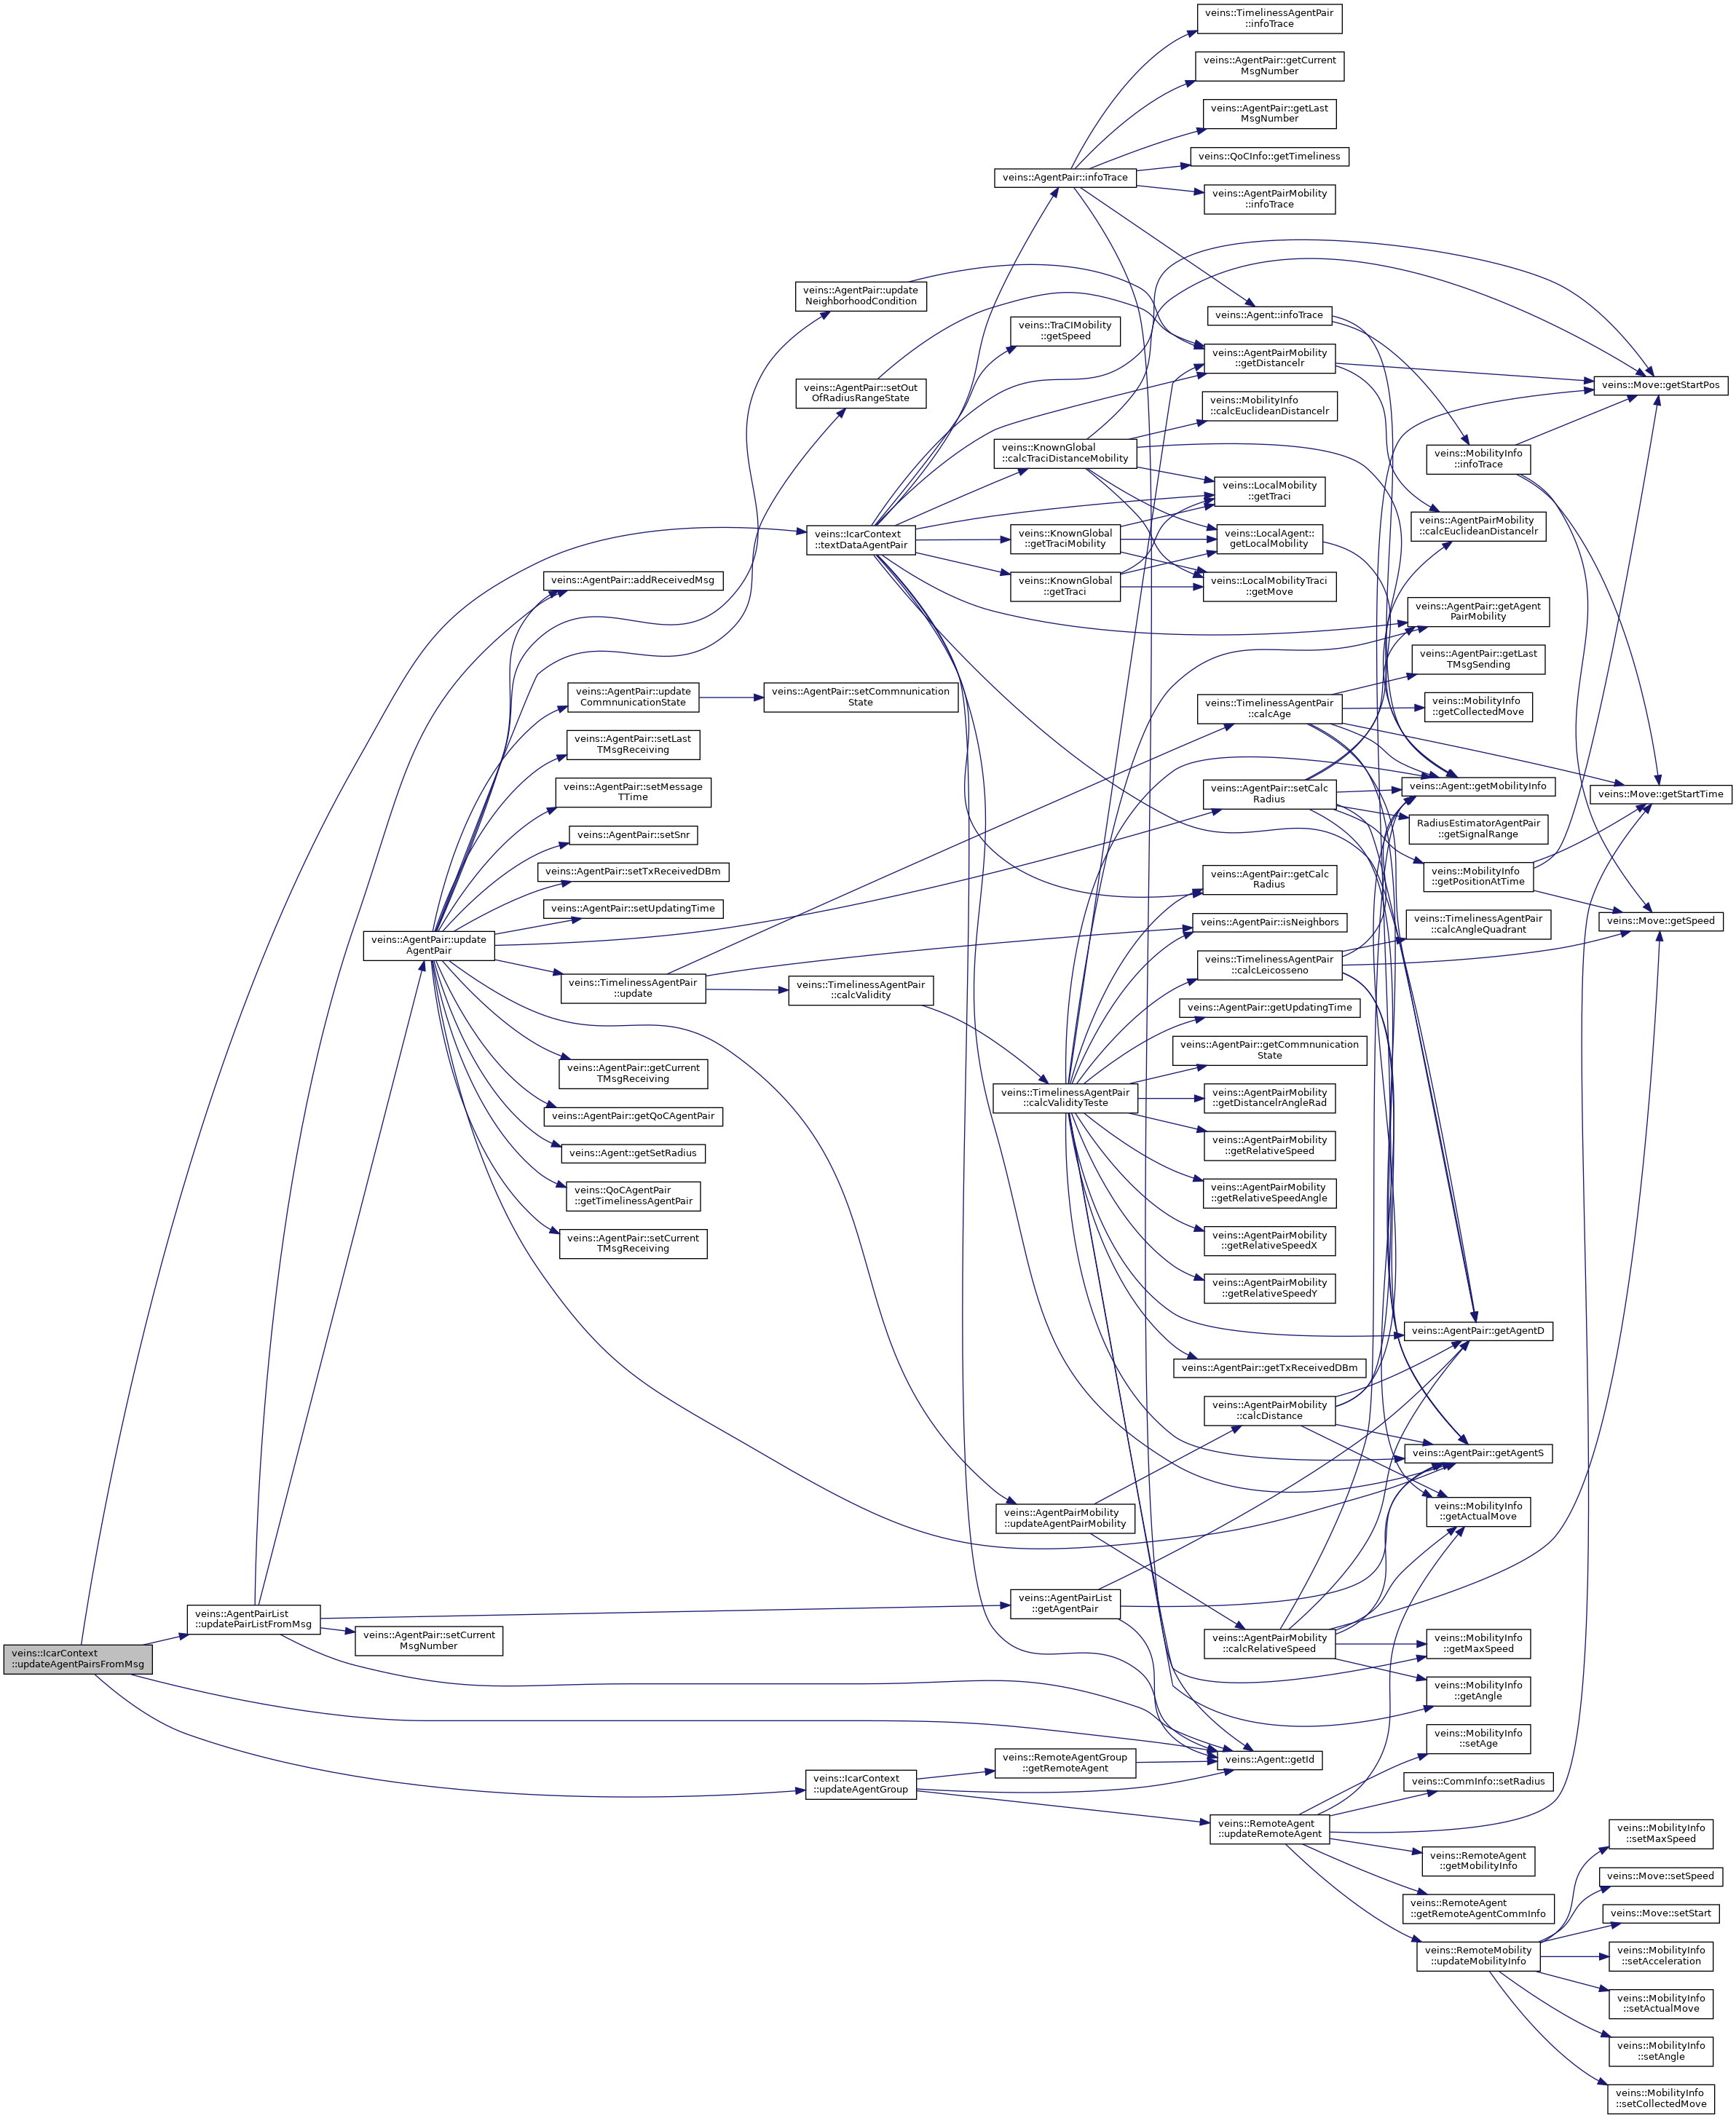 veins::TimelinessAgentPair
::infoTrace
veins::AgentPair::getCurrent
MsgNumber
veins::AgentPair::getLast
MsgNumber
veins::QoCInfo::getTimeliness
veins::AgentPair::infoTrace
veins::AgentPairMobility
::infoTrace
veins::AgentPair::update
NeighborhoodCondition
veins::Agent::infoTrace
veins::TraCIMobility
::getSpeed
veins::AgentPairMobility
::getDistanceIr
veins::Move::getStartPos
veins::AgentPair::setOut
OfRadiusRangeState
veins::MobilityInfo
::calcEuclideanDistanceIr
veins::KnownGlobal
::calcTraciDistanceMobility
veins::MobilityInfo
::infoTrace
veins::LocalMobility
::getTraci
veins::IcarContext
::textDataAgentPair
veins::KnownGlobal
::getTraciMobility
veins::LocalAgent::
getLocalMobility
veins::AgentPairMobility
::calcEuclideanDistanceIr
veins::AgentPair::addReceivedMsg
veins::KnownGlobal
::getTraci
veins::LocalMobilityTraci
::getMove
veins::AgentPair::getAgent
PairMobility
veins::AgentPair::getLast
TMsgSending
veins::AgentPair::update
CommnunicationState
veins::AgentPair::setCommnunication
State
veins::TimelinessAgentPair
::calcAge
veins::MobilityInfo
::getCollectedMove
veins::AgentPair::setLast
TMsgReceiving
veins::AgentPair::setMessage
TTime
veins::AgentPair::setCalc
Radius
veins::Agent::getMobilityInfo
veins::Move::getStartTime
veins::AgentPair::setSnr
RadiusEstimatorAgentPair
::getSignalRange
veins::AgentPair::setTxReceivedDBm
veins::AgentPair::getCalc
Radius
veins::MobilityInfo
::getPositionAtTime
veins::AgentPair::setUpdatingTime
veins::AgentPair::isNeighbors
veins::TimelinessAgentPair
::calcAngleQuadrant
veins::Move::getSpeed
veins::AgentPair::update
AgentPair
veins::TimelinessAgentPair
::calcLeicosseno
veins::TimelinessAgentPair
::update
veins::TimelinessAgentPair
::calcValidity
veins::AgentPair::getUpdatingTime
veins::AgentPair::getCommnunication
State
veins::AgentPair::getCurrent
TMsgReceiving
veins::TimelinessAgentPair
::calcValidityTeste
veins::AgentPairMobility
::getDistanceIrAngleRad
veins::AgentPair::getQoCAgentPair
veins::AgentPairMobility
::getRelativeSpeed
veins::Agent::getSetRadius
veins::AgentPairMobility
::getRelativeSpeedAngle
veins::QoCAgentPair
::getTimelinessAgentPair
veins::AgentPairMobility
::getRelativeSpeedX
veins::AgentPair::setCurrent
TMsgReceiving
veins::AgentPairMobility
::getRelativeSpeedY
veins::AgentPair::getAgentD
veins::AgentPair::getTxReceivedDBm
veins::AgentPairMobility
::calcDistance
veins::AgentPair::getAgentS
veins::AgentPairMobility
::updateAgentPairMobility
veins::MobilityInfo
::getActualMove
veins::AgentPairList
::getAgentPair
veins::AgentPairList
::updatePairListFromMsg
veins::AgentPair::setCurrent
MsgNumber
veins::AgentPairMobility
::calcRelativeSpeed
veins::MobilityInfo
::getMaxSpeed
veins::IcarContext
::updateAgentPairsFromMsg
veins::MobilityInfo
::getAngle
veins::MobilityInfo
::setAge
veins::RemoteAgentGroup
::getRemoteAgent
veins::Agent::getId
veins::IcarContext
::updateAgentGroup
veins::CommInfo::setRadius
veins::RemoteAgent
::updateRemoteAgent
veins::MobilityInfo
::setMaxSpeed
veins::RemoteAgent
::getMobilityInfo
veins::Move::setSpeed
veins::RemoteAgent
::getRemoteAgentCommInfo
veins::Move::setStart
veins::RemoteMobility
::updateMobilityInfo
veins::MobilityInfo
::setAcceleration
veins::MobilityInfo
::setActualMove
veins::MobilityInfo
::setAngle
veins::MobilityInfo
::setCollectedMove